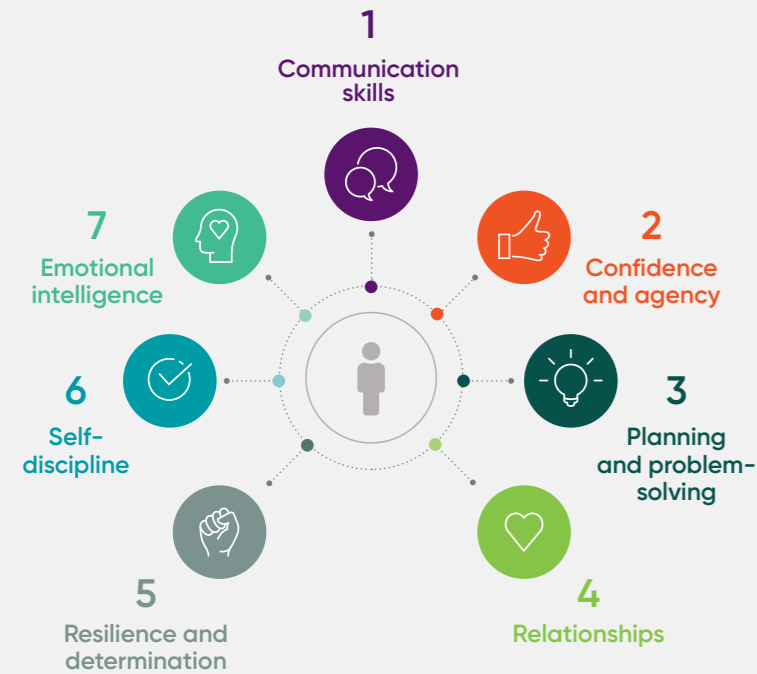 1
Communication
skills
2
Confidence
and agency
3
Planning
and problem-
solving
4
Relationships
5
Resilience and
determination
6
Self-
discipline
7
Emotional
intelligence